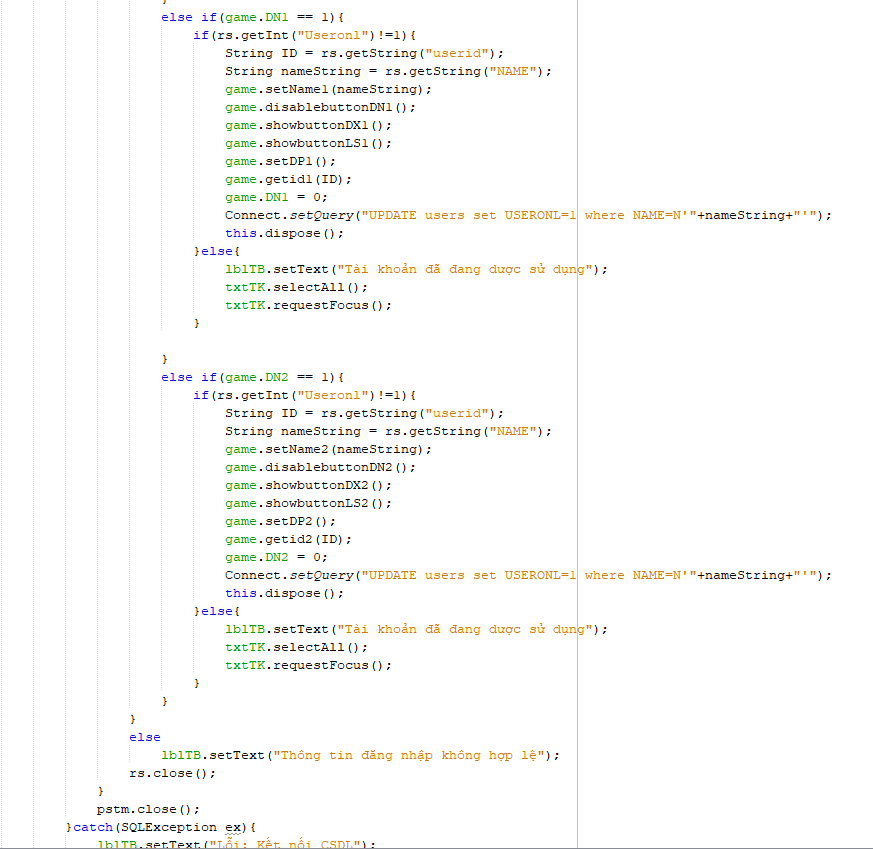 }
else if(game.DN1 == 1){
if(rs.getInt("Useronl")!=1){
String ID = rs.getString("userid");
String nameString = rs.getString("NAME");
game.setName1(nameString);
game.disablebuttonDN1();
game.showbuttonDX1();
game.showbuttonLS1();
game.setDP1();
game.getid1(ID);
game.DN1 = 0;
Connect.setQuery("UPDATE users set USERONL=1 where NAME=N'"+nameString+"'");
this.dispose();
}else{
lblTB.setText("Tài khoản đã đang dược sử dụng");
txtTK.selectAll();
txtTK.requestFocus();
}
}
else if(game.DN2 == 1){
if(rs.getInt("Useronl")!=1){
String ID = rs.getString("userid");
String nameString = rs.getString("NAME");
game.setName2(nameString);
game.disablebuttonDN2();
game.showbuttonDX2();
game.showbuttonLS2();
game.setDP2();
game.getid2(ID);
game.DN2 = 0;
Connect.setQuery("UPDATE users set USERONL=1 where NAME=N'"+nameString+"'");
this.dispose();
}else{
lblTB.setText("Tài khoản đã đang dược sử dụng");
txtTK.selectAll();
txtTK.requestFocus();
}
}
}
else
lblTB.setText("Thông tin đăng nhập không hợp lệ");
rs.close();
}
pstm.close();
}catch(SQLException ex){
lblTB.setText("Lỗi: Kết nối CSDL");